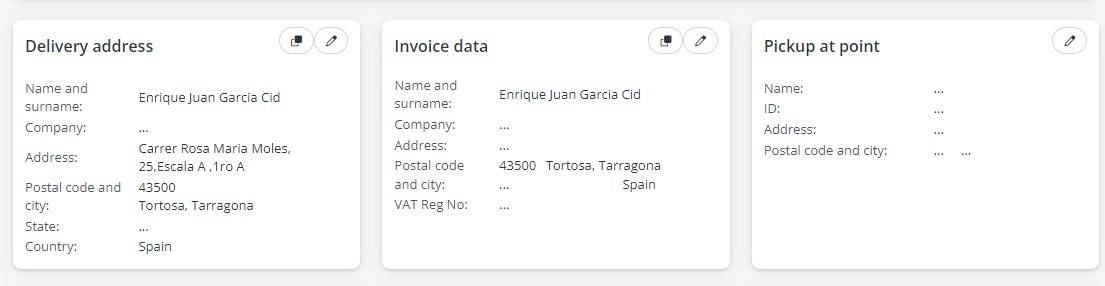 Delivery address
Name and
surname:
Enrique Juan Garcia Cid
Company:
...
Address:
Carrer Rosa Maria Moles,
25,Escala A ,1ro A
Postal code and
city:
43500
Tortosa, Tarragona
State:
...
Country:
Spain
Invoice data
Name and
surname:
Enrique Juan Garcia Cid
Company:
...
Address:
...
Postal code
and city:
43500 Tortosa, Tarragona
... Spain
VAT Reg No:
...
Pickup at point
Name:
...
ID:
...
Address:
...
Postal code and city:
... ...